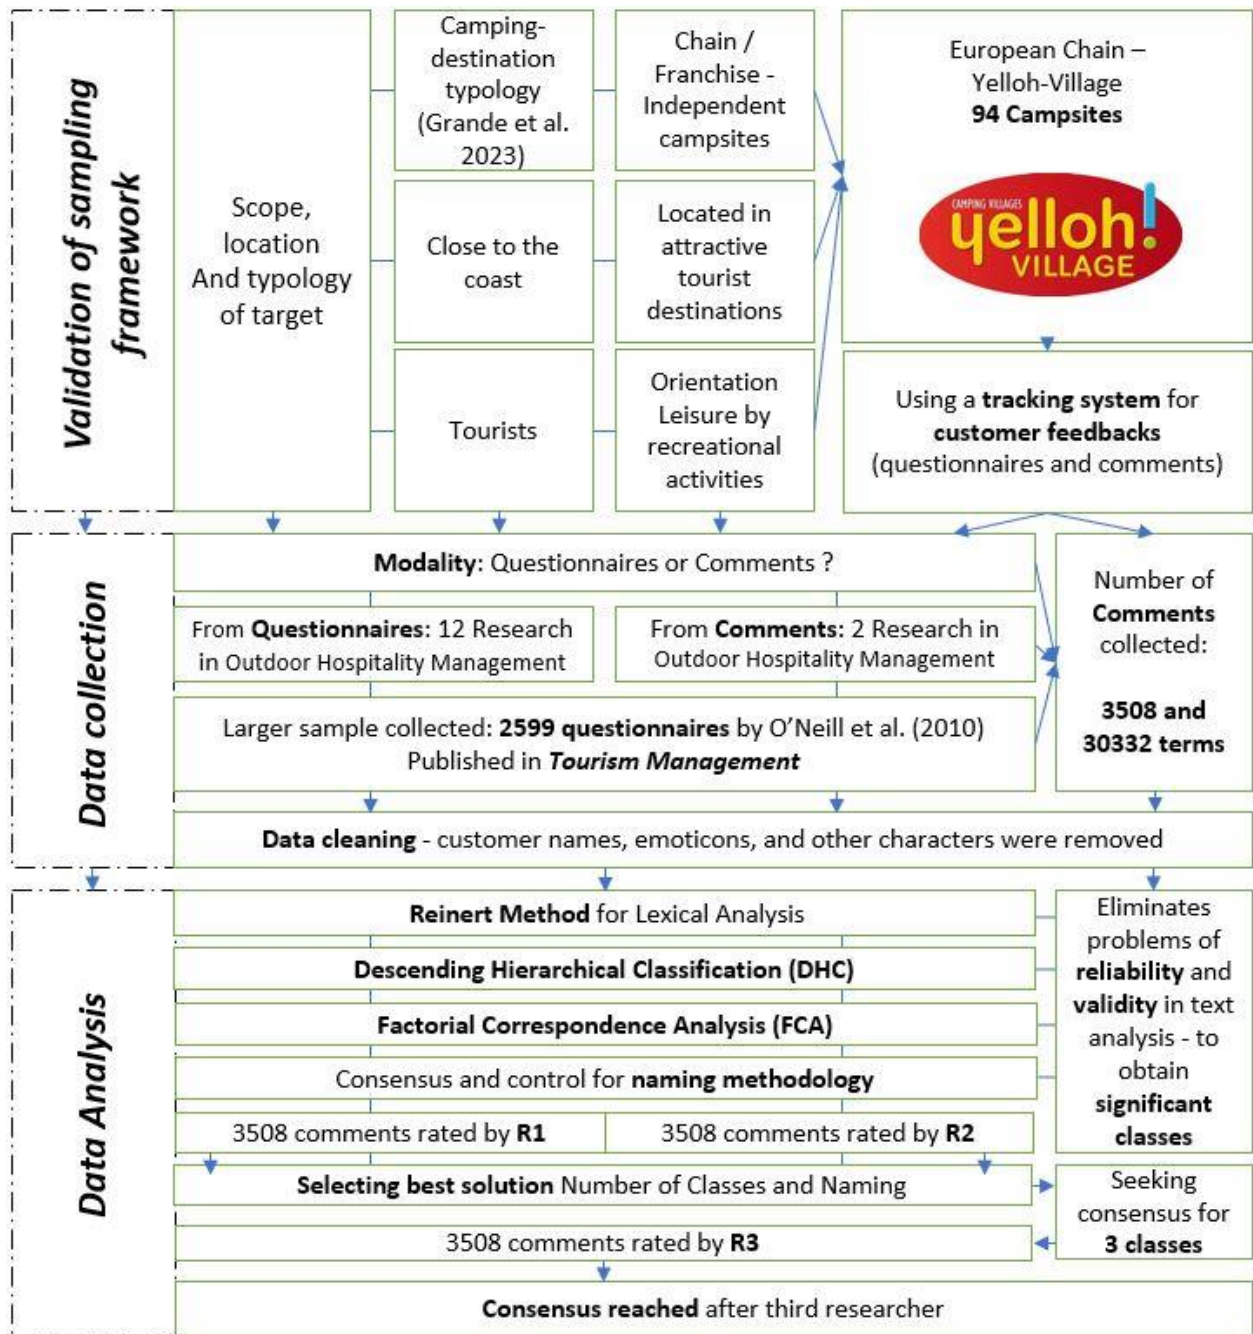 Validation of sampling
framework
Scope,
location
And typology
of target
Camping-
destination
typology
(Grande et al.
2023)
Chain /
Franchise -
Independent
campsites
European Chain –
Yelloh-Village
94 Campsites
CAMPING VILLAGES
yelloh!
VILLAGE
Close to the
coast
Located in
attractive
tourist
destinations
Tourists
Orientation
Leisure by
recreational
activities
Using a tracking system for
customer feedbacks
(questionnaires and comments)
Data collection
Modality: Questionnaires or Comments ?
From Questionnaires: 12 Research
in Outdoor Hospitality Management
From Comments: 2 Research in
Outdoor Hospitality Management
Larger sample collected: 2599 questionnaires by O’Neill et al. (2010)
Published in Tourism Management
Number of
Comments
collected:
3508 and
30332 terms
Data cleaning - customer names, emoticons, and other characters were removed
Data Analysis
Reinert Method for Lexical Analysis
Descending Hierarchical Classification (DHC)
Factorial Correspondence Analysis (FCA)
Consensus and control for naming methodology
Eliminates
problems of
reliability and
validity in text
analysis - to
obtain
significant
classes
3508 comments rated by R1
3508 comments rated by R2
Selecting best solution Number of Classes and Naming
Seeking
consensus for
3 classes
3508 comments rated by R3
Consensus reached after third researcher